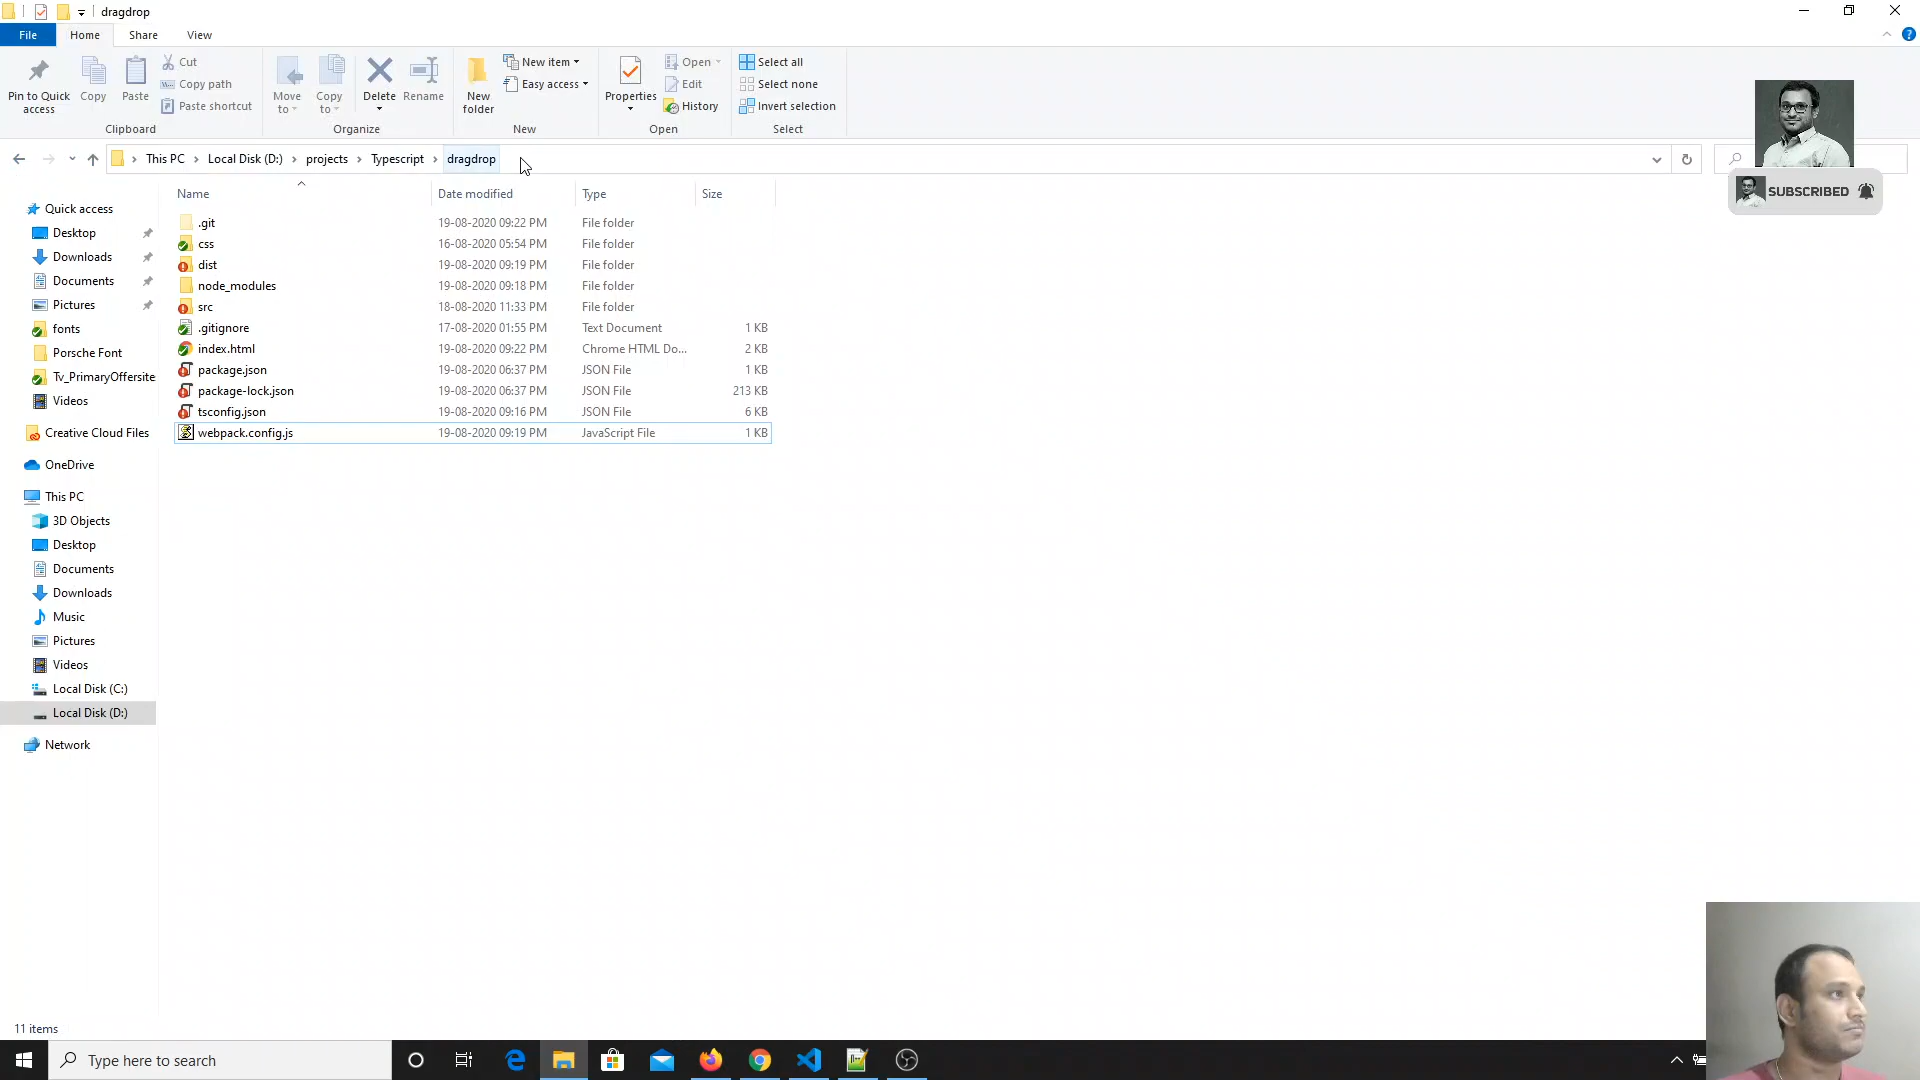 dragdrop
File Home Share View
Pin to Quick access
Copy
Paste
Cut
Copy path
Paste shortcut
Clipboard
Move to
Copy to
Delete
Rename
Organize
New folder
New item
Easy access
New
Properties
Open
Edit
History
Open
Select all
Select none
Invert selection
Select
This PC > Local Disk (D:) > projects > Typescript > dragdrop
SUBSCRIBED
Name Date modified Type Size
.git 19-08-2020 09:22 PM File folder
css 16-08-2020 05:54 PM File folder
dist 19-08-2020 09:19 PM File folder
node_modules 19-08-2020 09:18 PM File folder
src 18-08-2020 11:33 PM File folder
.gitignore 17-08-2020 01:55 PM Text Document 1 KB
index.html 19-08-2020 09:22 PM Chrome HTML Do... 2 KB
package.json 19-08-2020 06:37 PM JSON File 1 KB
package-lock.json 19-08-2020 06:37 PM JSON File 213 KB
tsconfig.json 19-08-2020 09:16 PM JSON File 6 KB
webpack.config.js 19-08-2020 09:19 PM JavaScript File 1 KB
Quick access
Desktop
Downloads
Documents
Pictures
fonts
Porsche Font
Tv_PrimaryOffersite
Videos
Creative Cloud Files
OneDrive
This PC
3D Objects
Desktop
Documents
Downloads
Music
Pictures
Videos
Local Disk (C:)
Local Disk (D:)
Network
11 items
Type here to search